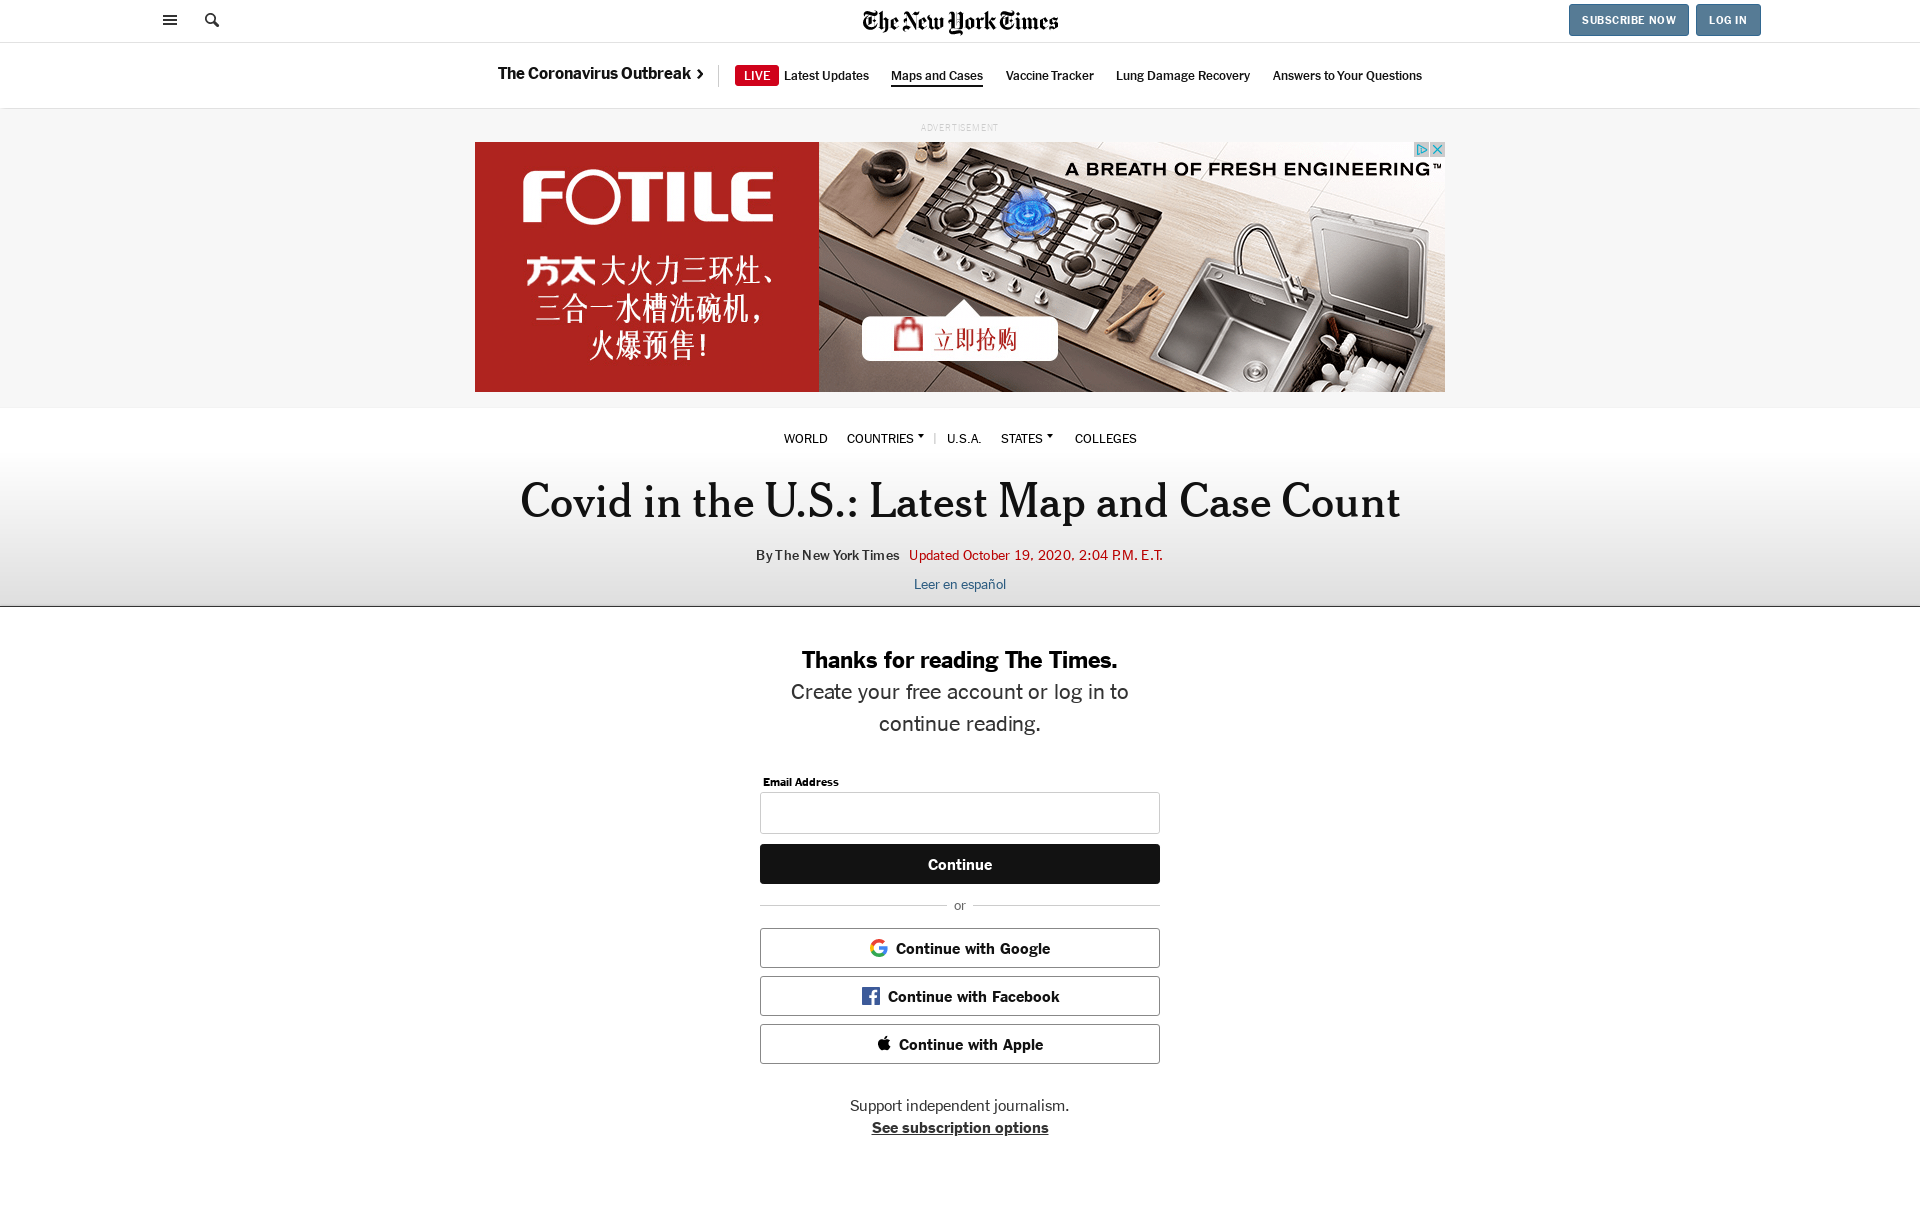 The New York Times
SUBSCRIBE NOW
LOG IN
The Coronavirus Outbreak
LIVE Latest Updates
Maps and Cases
Vaccine Tracker
Lung Damage Recovery
Answers to Your Questions
ADVERTISEMENT
FOTILE
方太 大火力三环灶、
三合一水槽洗碗机，
火爆预售！
A BREATH OF FRESH ENGINEERING™
立即抢购
WORLD COUNTRIES | U.S.A. STATES COLLEGES
Covid in the U.S.: Latest Map and Case Count
By The New York Times Updated October 19, 2020, 2:04 P.M. E.T.
Leer en español
Thanks for reading The Times.
Create your free account or log in to
continue reading.
Email Address
Continue
or
Continue with Google
Continue with Facebook
Continue with Apple
Support independent journalism.
See subscription options